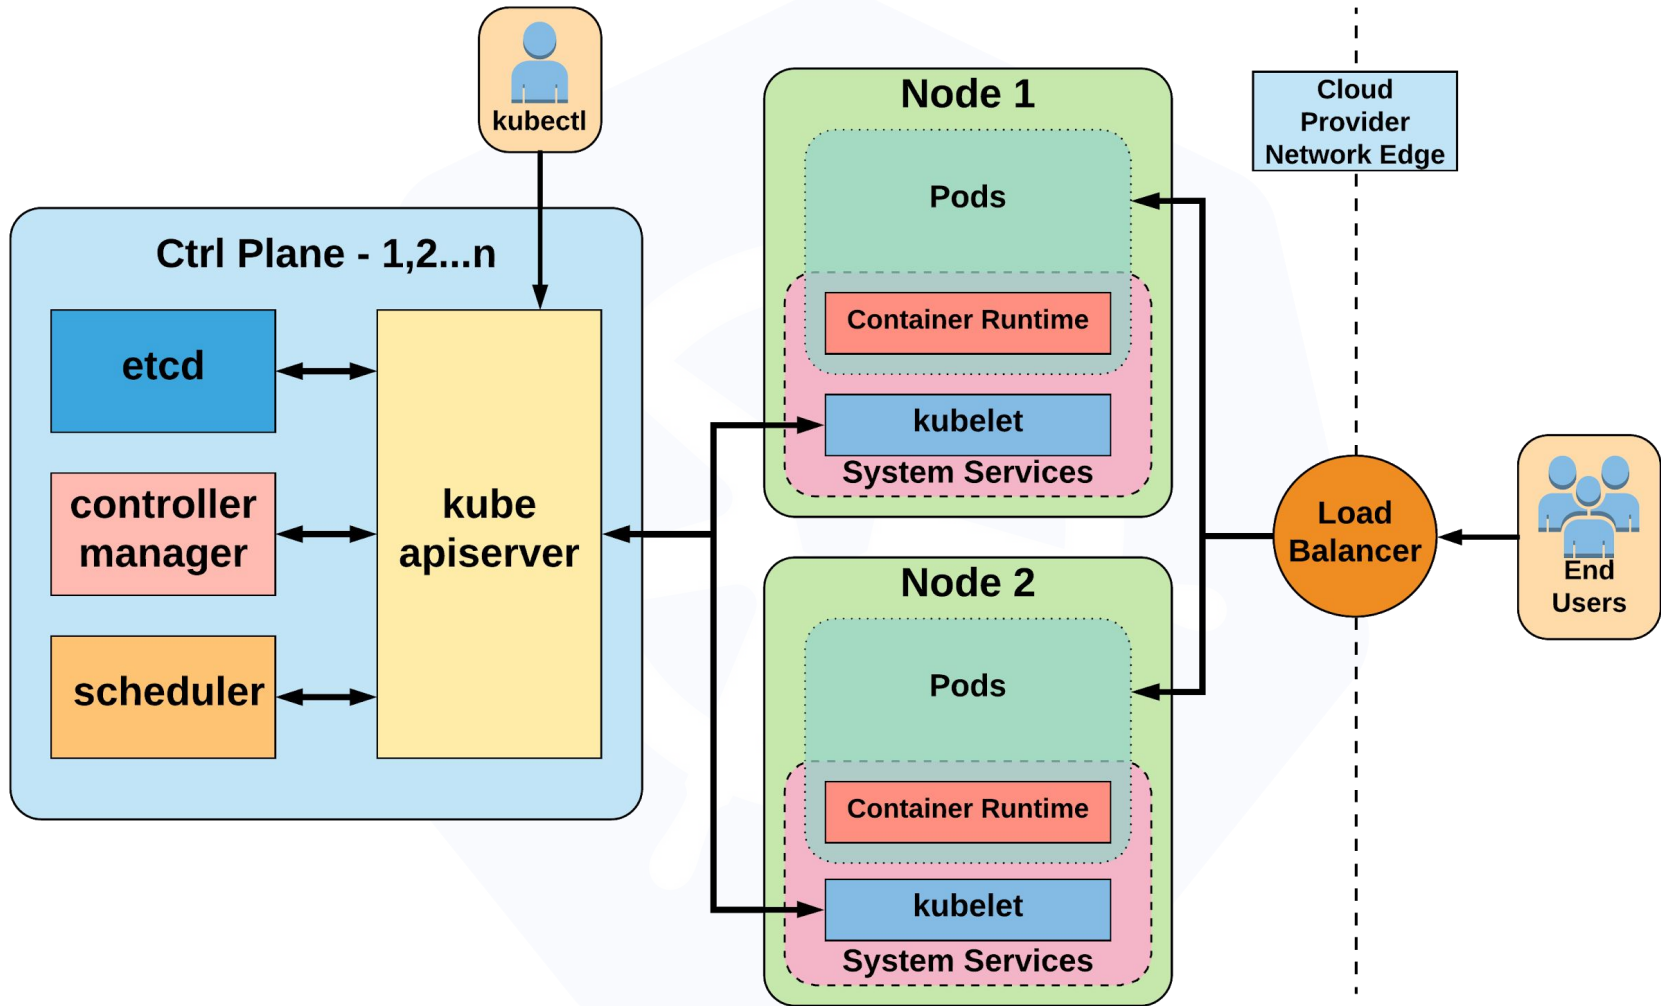 kubectl
Ctrl Plane - 1,2...n
etcd
controller
manager
scheduler
kube
apiserver
Node 1
Pods
Container Runtime
kubelet
System Services
Node 2
Pods
Container Runtime
kubelet
System Services
Cloud
Provider
Network Edge
Load
Balancer
End
Users